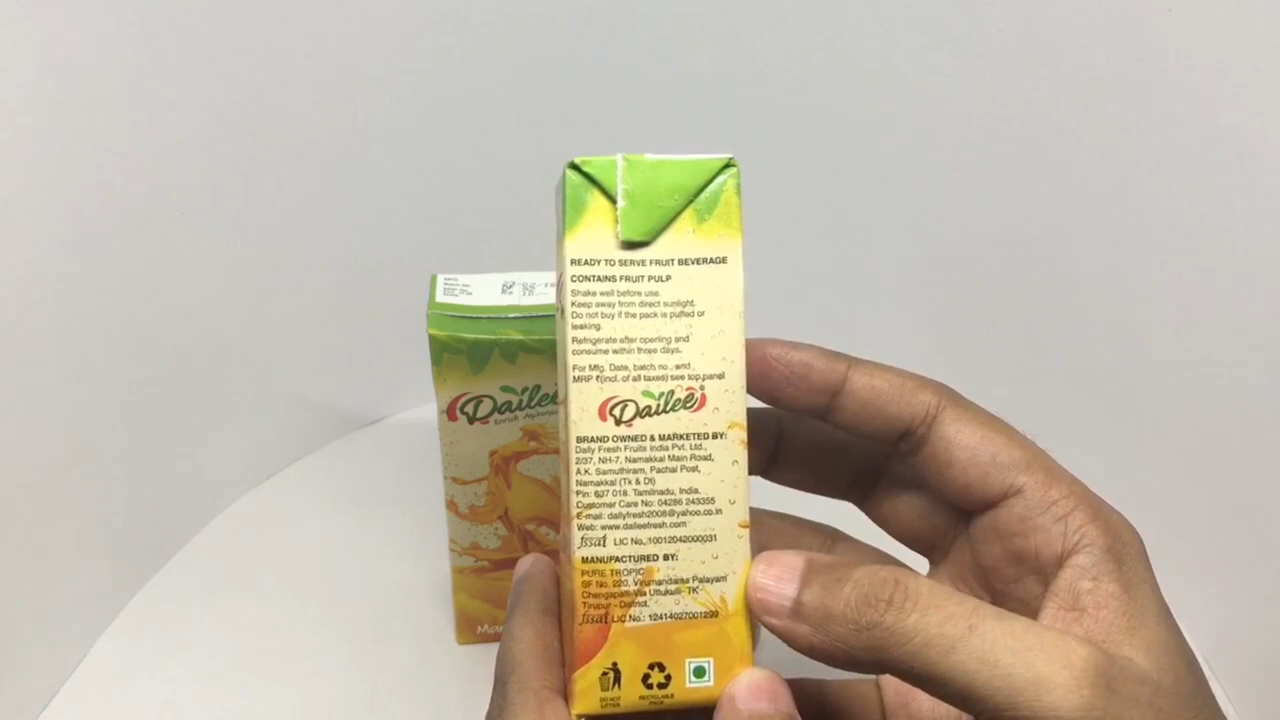 READY TO SERVE FRUIT BEVERAGE
CONTAINS FRUIT PULP
Shake well before use.
Keep away from direct sunlight.
Do not buy if the pack is puffed or
leaking.
Refrigerate after opening and
consume within three days.
For Mfg. Date, batch no., and
MRP ₹(incl. of all taxes) see top panel
Dailee®
BRAND OWNED & MARKETED BY:
Daily Fresh Fruits India Pvt. Ltd.,
2/37, NH-7, Namakkal Main Road,
A.K. Samuthiram, Pachal Post,
Namakkal (Tk & Dt)
Pin: 637 018. Tamilnadu, India.
Customer Care No: 04286 243355
E-mail: dailyfresh2008@yahoo.co.in
Web: www.daileefresh.com
fssai LIC No. 10012042000031
MANUFACTURED BY:
PURE TROPIC
SF No. 220, Virumandama Palayam
Chengapalli-Via Uttukulli- TK
Tirupur - District.
fssai LIC.No.: 12414027001299
DO NOT
LITTER.
RECYCLABLE
PACK
Dailee